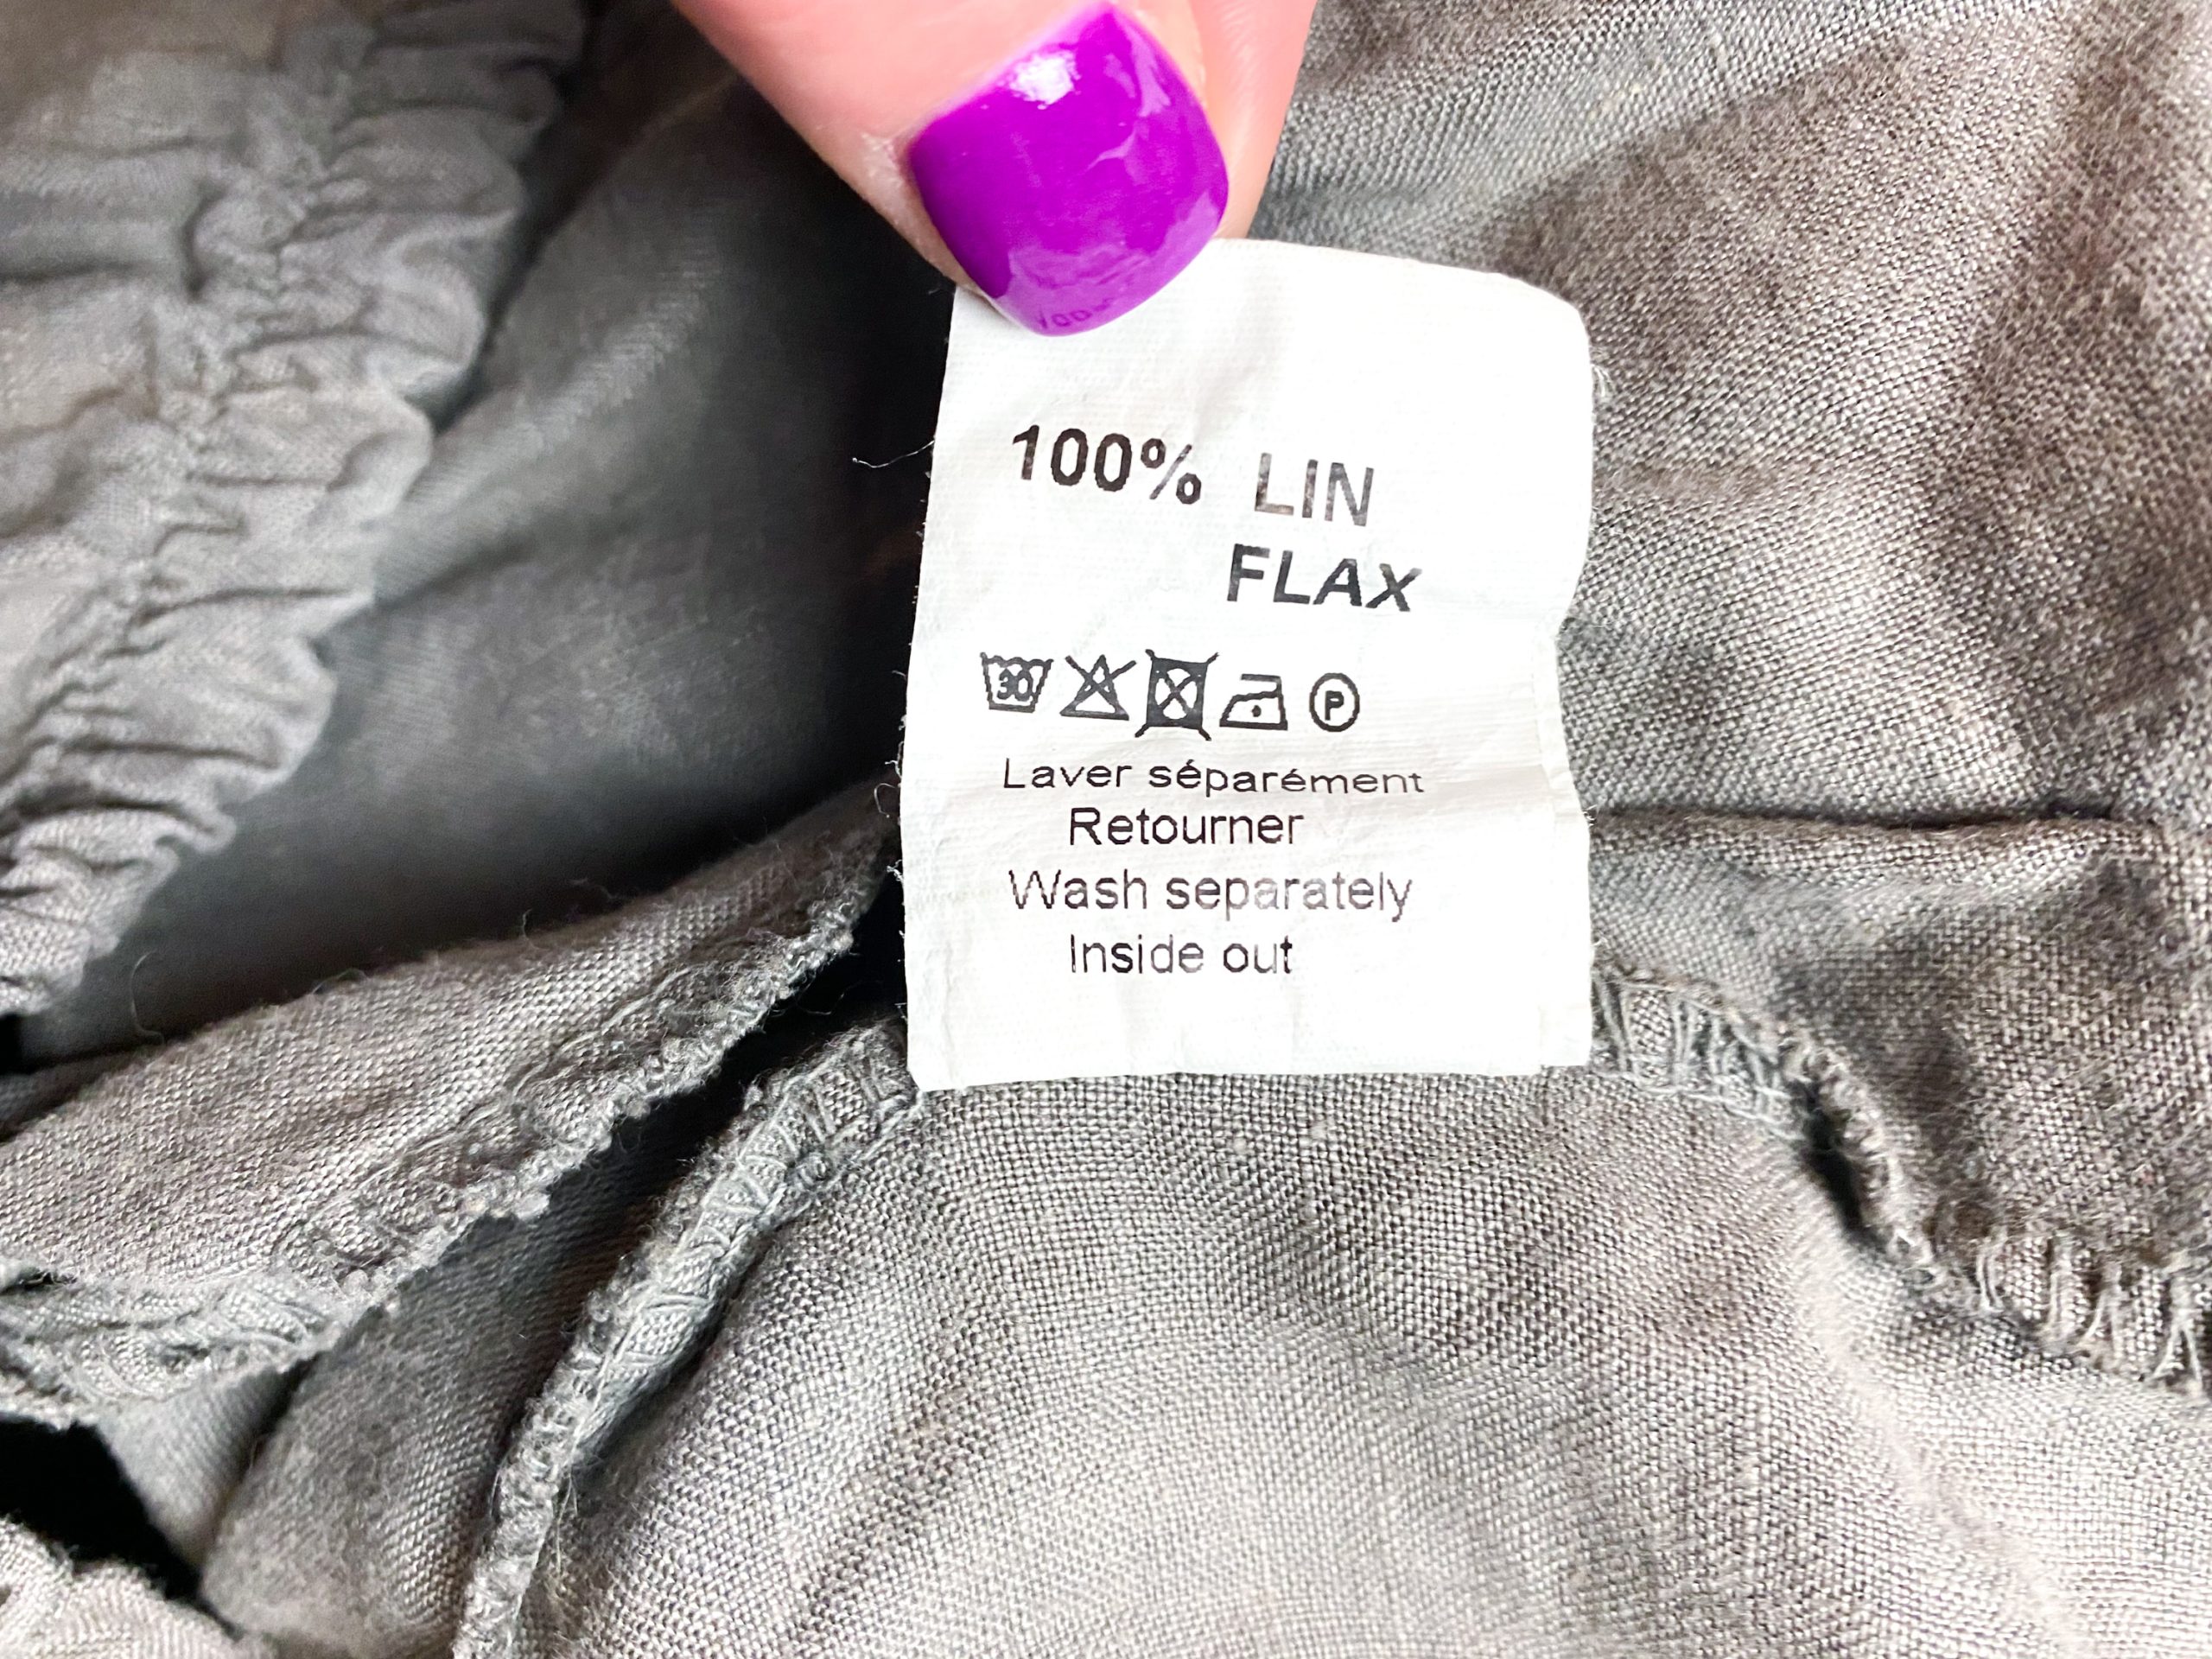 100% LIN
FLAX
30 P
Laver séparément
Retourner
Wash separately
Inside out